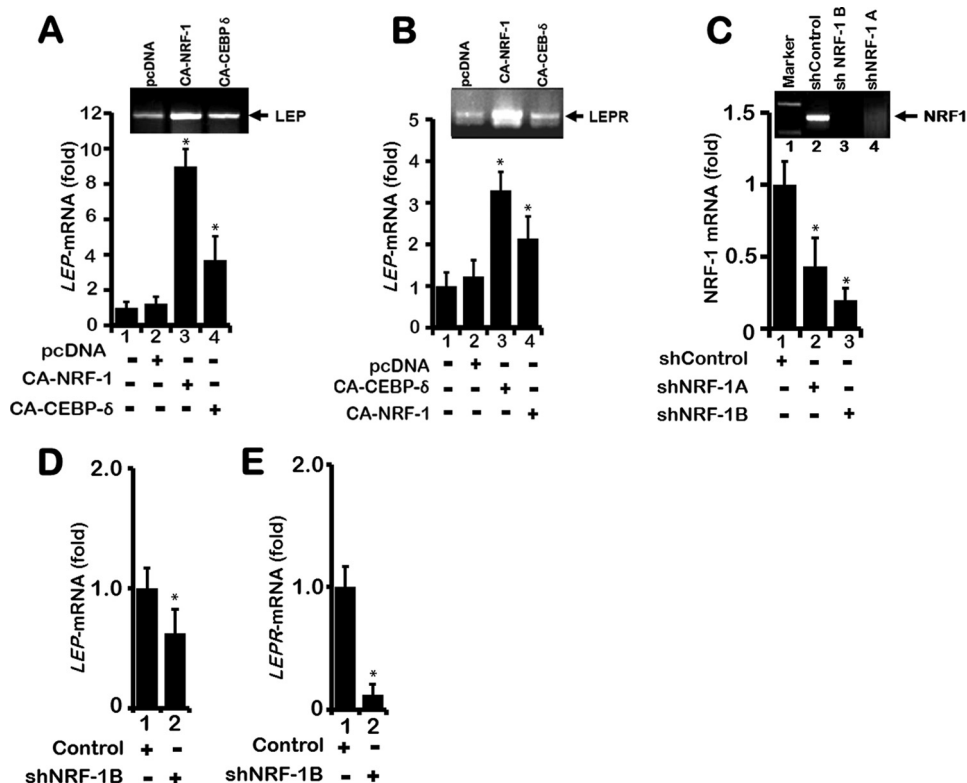 A
pcDNA
CA-NRF-1
CA-CEBP δ
LEP
LEP-mRNA (fold)
12
10
8
6
4
2
0
1 2 3 4
pcDNA - + - -
CA-NRF-1 - - + -
CA-CEBP-δ - - - +
B
pcDNA
CA-NRF-1
CA-CEB-δ
LEPR
LEP-mRNA (fold)
5
4
3
2
1
0
1 2 3 4
pcDNA - + - -
CA-CEBP-δ - - + -
CA-NRF-1 - - - +
C
Marker
shControl
sh NRF-1 B
shNRF-1 A
NRF1
1 2 3 4
NRF-1 mRNA (fold)
1.5
1
0.5
0
1 2 3
shControl + - -
shNRF-1A - + -
shNRF-1B - - +
D
LEP-mRNA (fold)
2.0
1.0
0
1 2
Control + -
shNRF-1B - +
E
LEPR-mRNA (fold)
2.0
1.0
0
1 2
Control + -
shNRF-1B - +